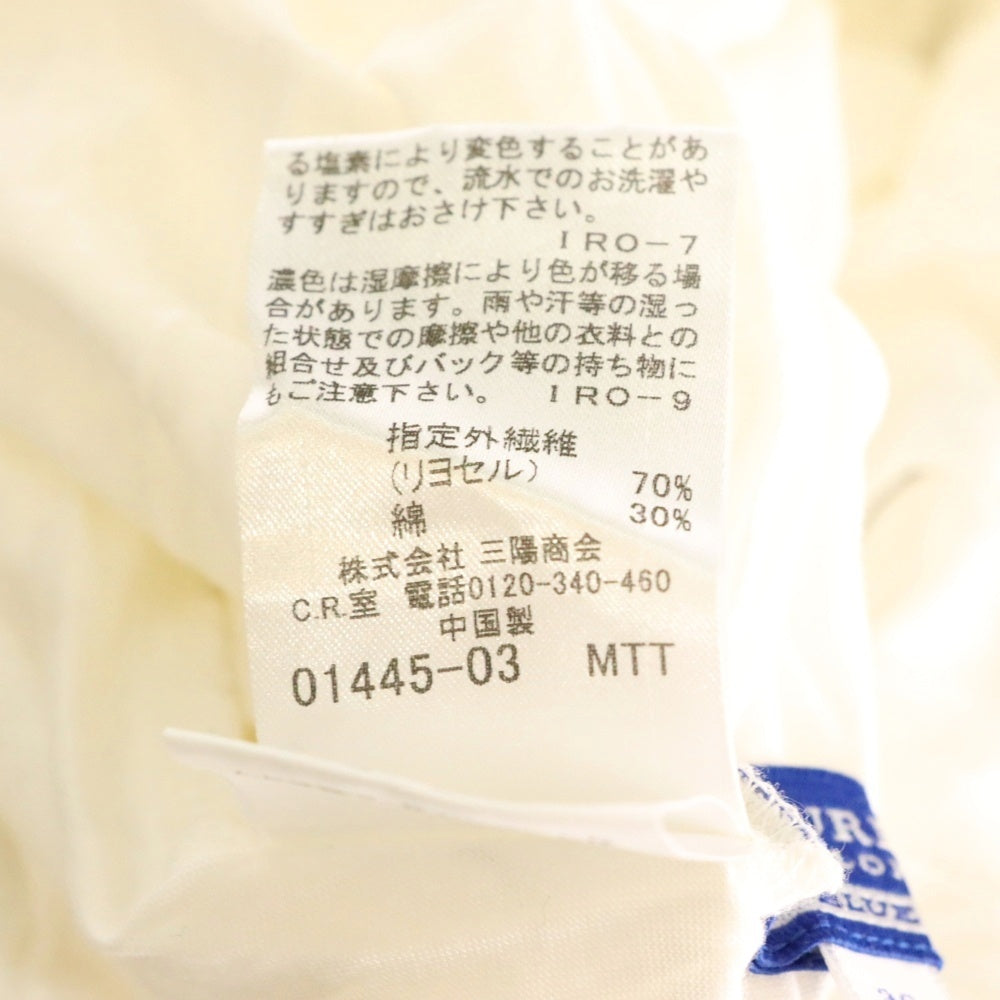 る塩素により変色することがあ
りますので、流水でのお洗濯や
すすぎはおさけ下さい。
IRO-7
濃色は湿摩擦により色が移る場
合があります。雨や汗等の湿っ
た状態での摩擦や他の衣料との
組合せ及びバック等の持ち物に
もご注意下さい。 IRO-9
指定外繊維
(リヨセル) 70%
綿 30%
株式会社 三陽商会
C.R.室 電話0120-340-460
中国製
01445-03 MTT